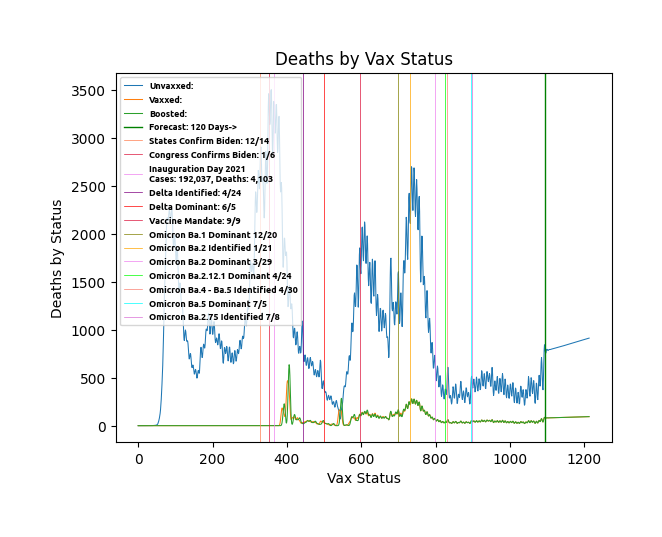 Deaths by Vax Status
Unvaxxed:
Vaxxed:
Boosted:
Forecast: 120 Days->
States Confirm Biden: 12/14
Congress Confirms Biden: 1/6
Inauguration Day 2021
Cases: 192,037, Deaths: 4,103
Delta Identified: 4/24
Delta Dominant: 6/5
Vaccine Mandate: 9/9
Omicron Ba.1 Dominant 12/20
Omicron Ba.2 Identified 1/21
Omicron Ba.2 Dominant 3/29
Omicron Ba.2.12.1 Dominant 4/24
Omicron Ba.4 - Ba.5 Identified 4/30
Omicron Ba.5 Dominant 7/5
Omicron Ba.2.75 Identified 7/8
Deaths by Status
3500
3000
2500
2000
1500
1000
500
0
0 200 400 600 800 1000 1200
Vax Status